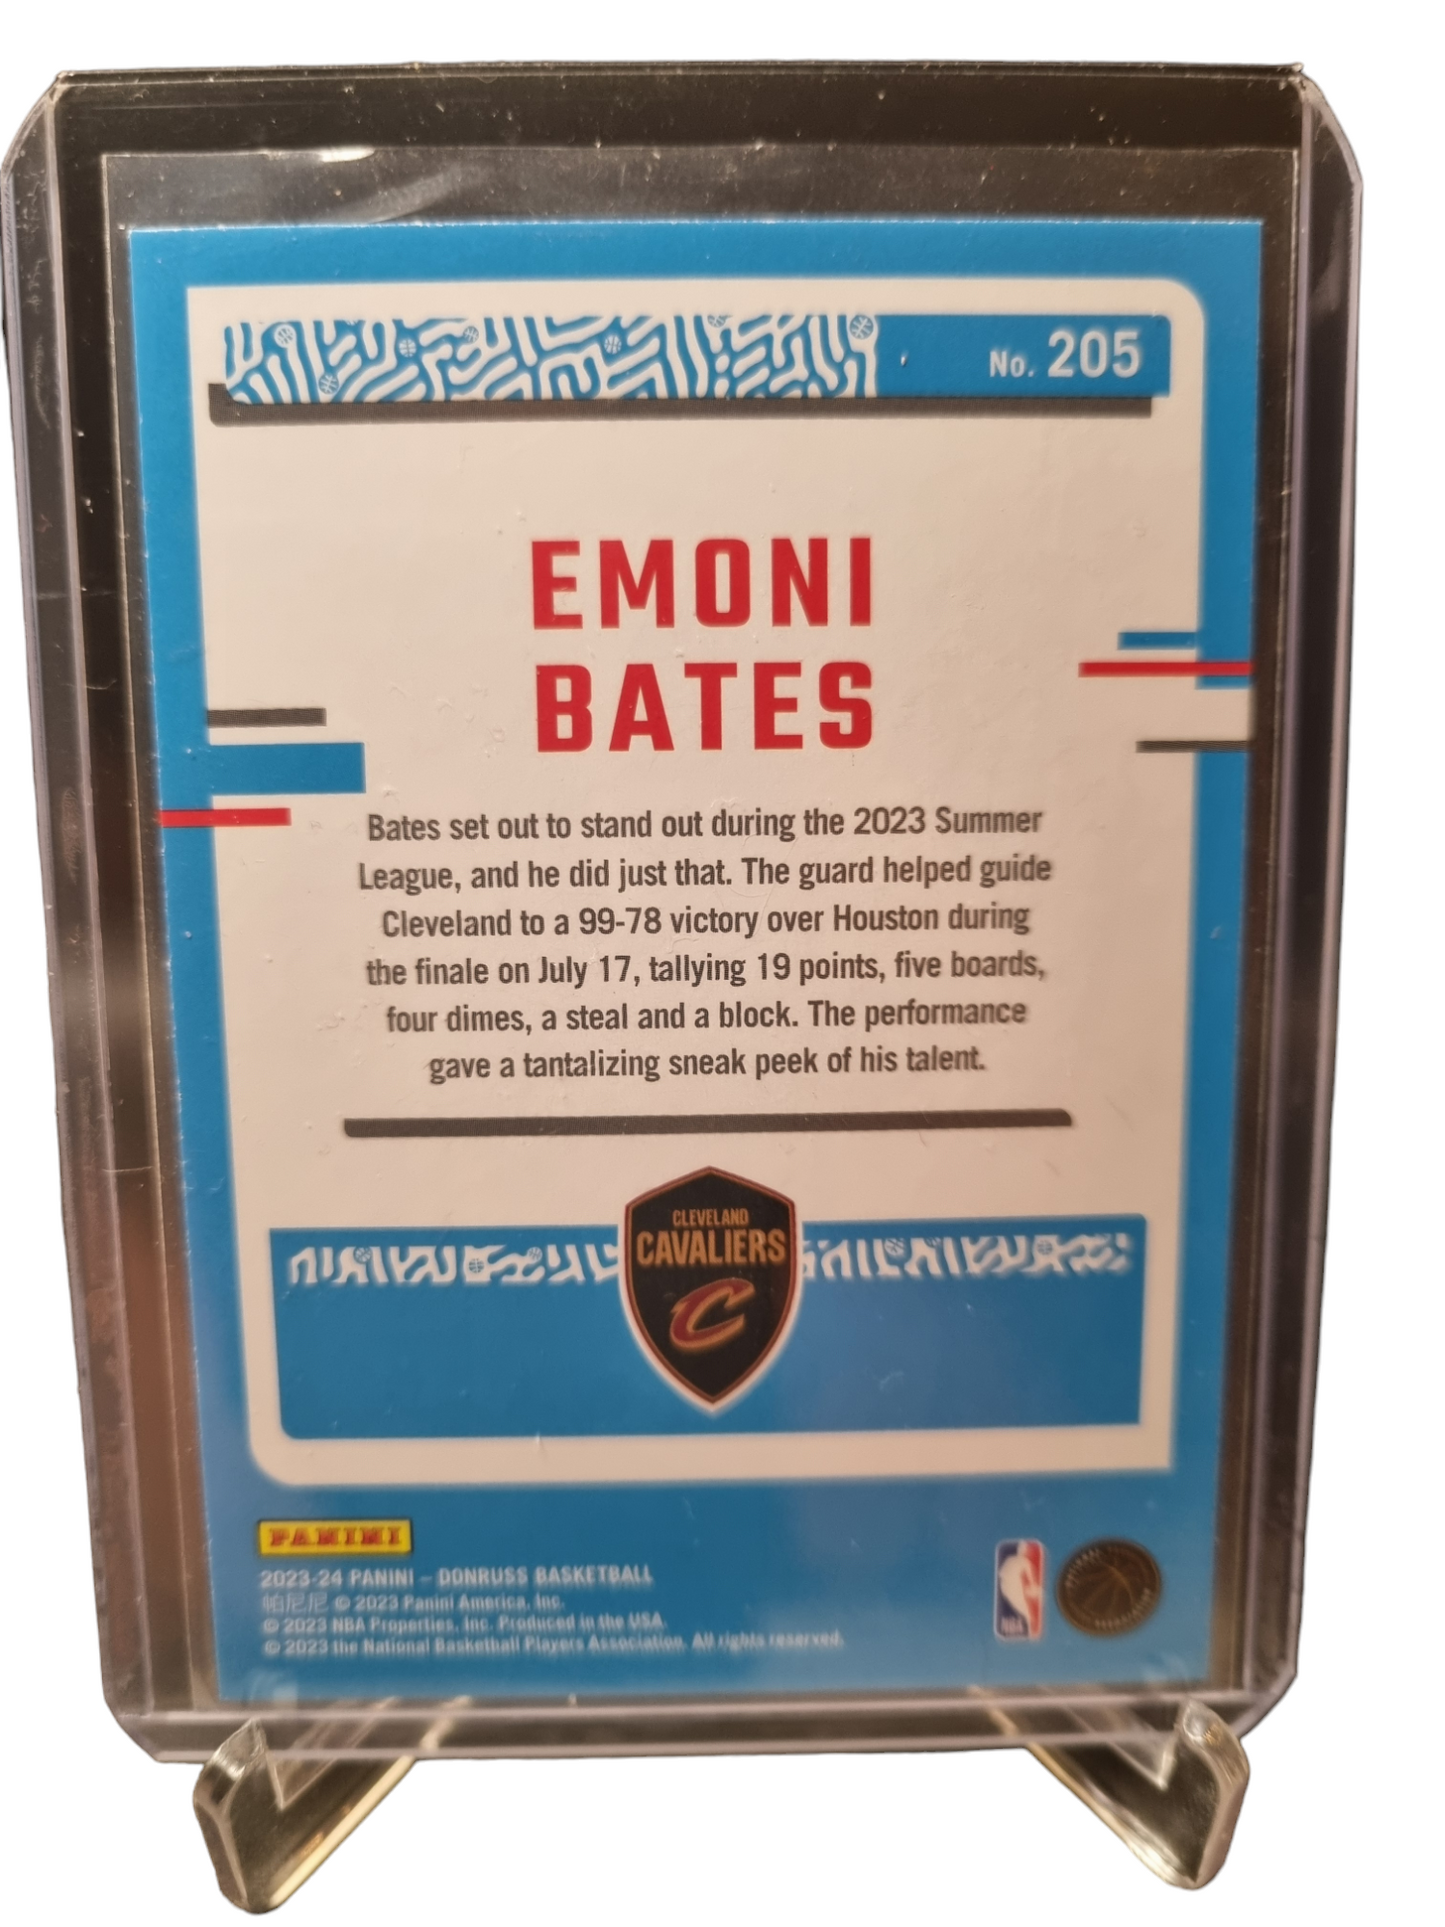 No. 205
EMONI
BATES
Bates set out to stand out during the 2023 Summer
League, and he did just that. The guard helped guide
Cleveland to a 99-78 victory over Houston during
the finale on July 17, tallying 19 points, five boards,
four dimes, a steal and a block. The performance
gave a tantalizing sneak peek of his talent.
CLEVELAND
CAVALIERS
C
PANINI
2023-24 PANINI – DONRUSS BASKETBALL
帕尼尼 © 2023 Panini America, Inc.
© 2023 NBA Properties, Inc. Produced in the USA.
© 2023 the National Basketball Players Association. All rights reserved.
NBA